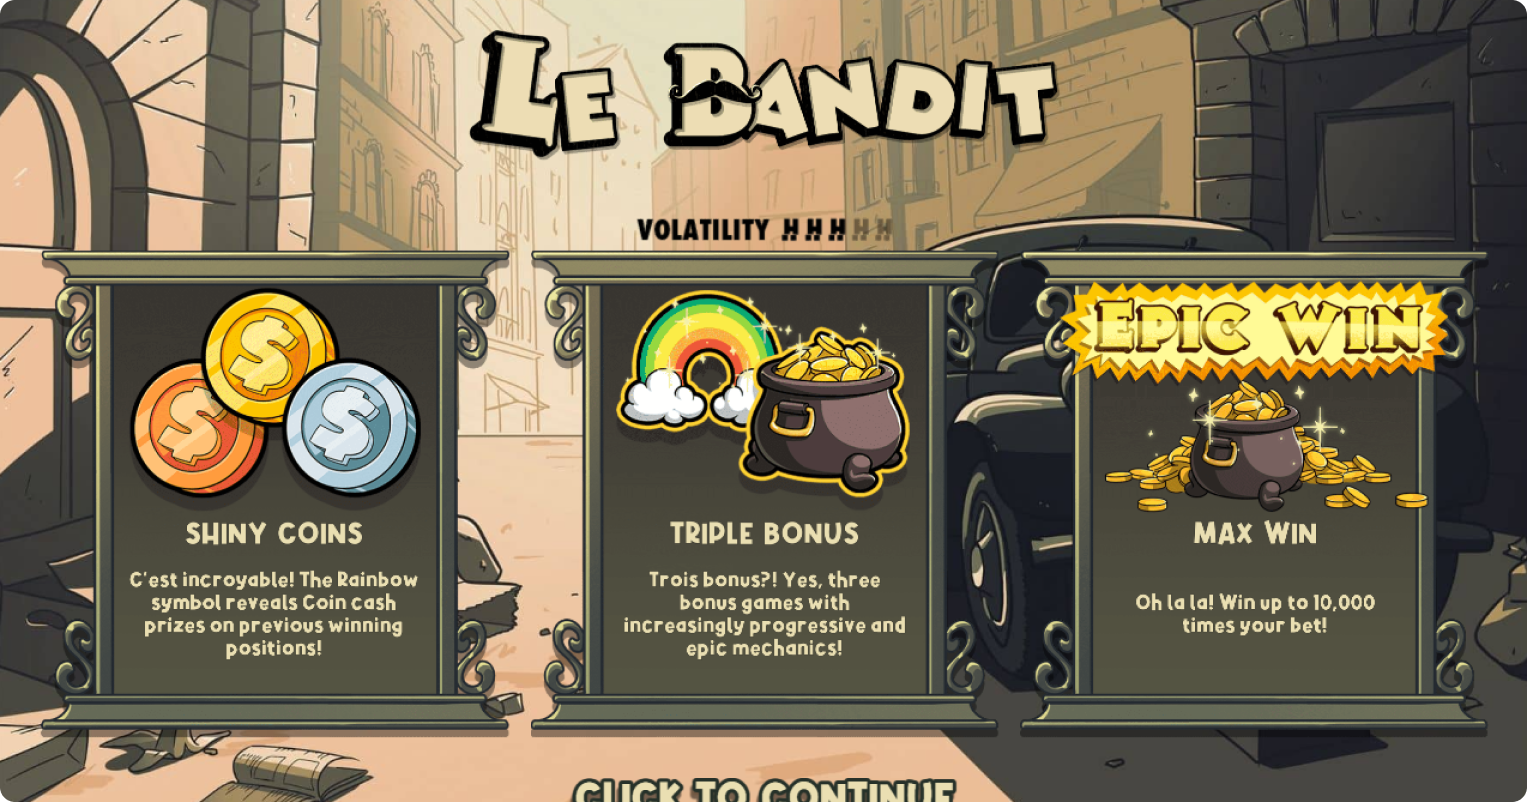 LE BANDIT
VOLATILITY
EPIC WIN
SHINY COINS
C'est incroyable! The Rainbow
symbol reveals Coin cash
prizes on previous winning
positions!
TRIPLE BONUS
Trois bonus?! Yes, three
bonus games with
increasingly progressive and
epic mechanics!
MAX WIN
Oh la la! Win up to 10,000
times your bet!
CLICK TO CONTINUE